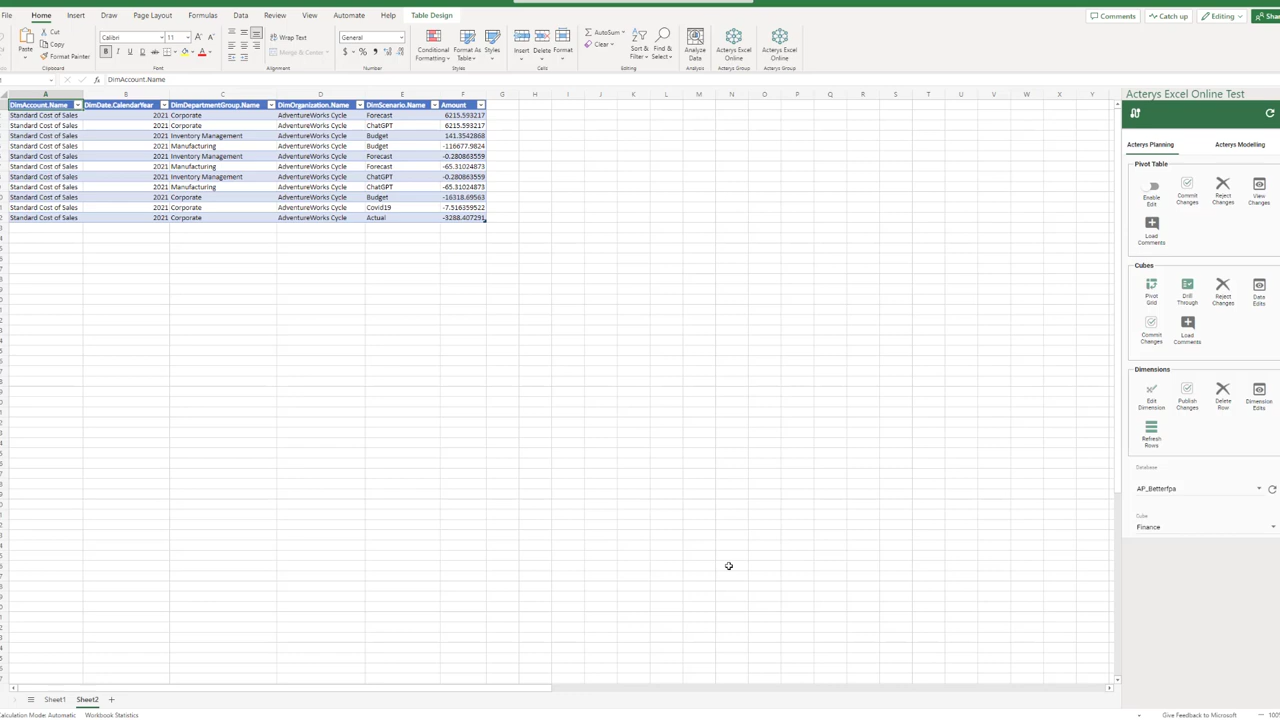 File Home Insert Draw Page Layout Formulas Data Review View Automate Help Table Design Comments Catch up Editing Shar
Paste Cut Copy Format Painter Clipboard
Calibri 11 Font
Wrap Text Merge & Center Alignment
General Number
Conditional Formatting Format As Table Styles Styles
Insert Delete Format Cells
AutoSum Clear Sort & Filter Find & Select Editing
Analyze Data Analysis
Acterys Excel Online Acterys Group
Acterys Excel Online Acterys Group
DimAccount.Name
A B C D E F G H I J K L M N O P Q R S T U V W X Y
DimAccount.Name DimDate.CalendarYear DimDepartmentGroup.Name DimOrganization.Name DimScenario.Name Amount
Standard Cost of Sales 2021 Corporate AdventureWorks Cycle Forecast 6215.593217
Standard Cost of Sales 2021 Corporate AdventureWorks Cycle ChatGPT 6215.593217
Standard Cost of Sales 2021 Inventory Management AdventureWorks Cycle Budget 141.3542868
Standard Cost of Sales 2021 Manufacturing AdventureWorks Cycle Budget -116677.9824
Standard Cost of Sales 2021 Inventory Management AdventureWorks Cycle Forecast -0.280863559
Standard Cost of Sales 2021 Manufacturing AdventureWorks Cycle Forecast -65.31024873
Standard Cost of Sales 2021 Inventory Management AdventureWorks Cycle ChatGPT -0.280863559
Standard Cost of Sales 2021 Manufacturing AdventureWorks Cycle ChatGPT -65.31024873
Standard Cost of Sales 2021 Corporate AdventureWorks Cycle Budget -16318.69563
Standard Cost of Sales 2021 Corporate AdventureWorks Cycle Covid19 -7.516359522
Standard Cost of Sales 2021 Corporate AdventureWorks Cycle Actual -3288.407291
Acterys Excel Online Test
Acterys Planning Acterys Modelling
Pivot Table
Enable Edit Commit Changes Reject Changes View Changes
Load Comments
Cubes
Pivot Grid Drill Through Reject Changes Data Edits
Commit Changes Load Comments
Dimensions
Edit Dimension Publish Changes Delete Row Dimension Edits
Refresh Rows
Database
AP_Betterfpa
Cube
Finance
Sheet1 Sheet2
Calculation Mode: Automatic Workbook Statistics Give Feedback to Microsoft 100%